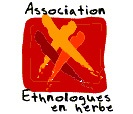 Association
Ethnologues
en herbe